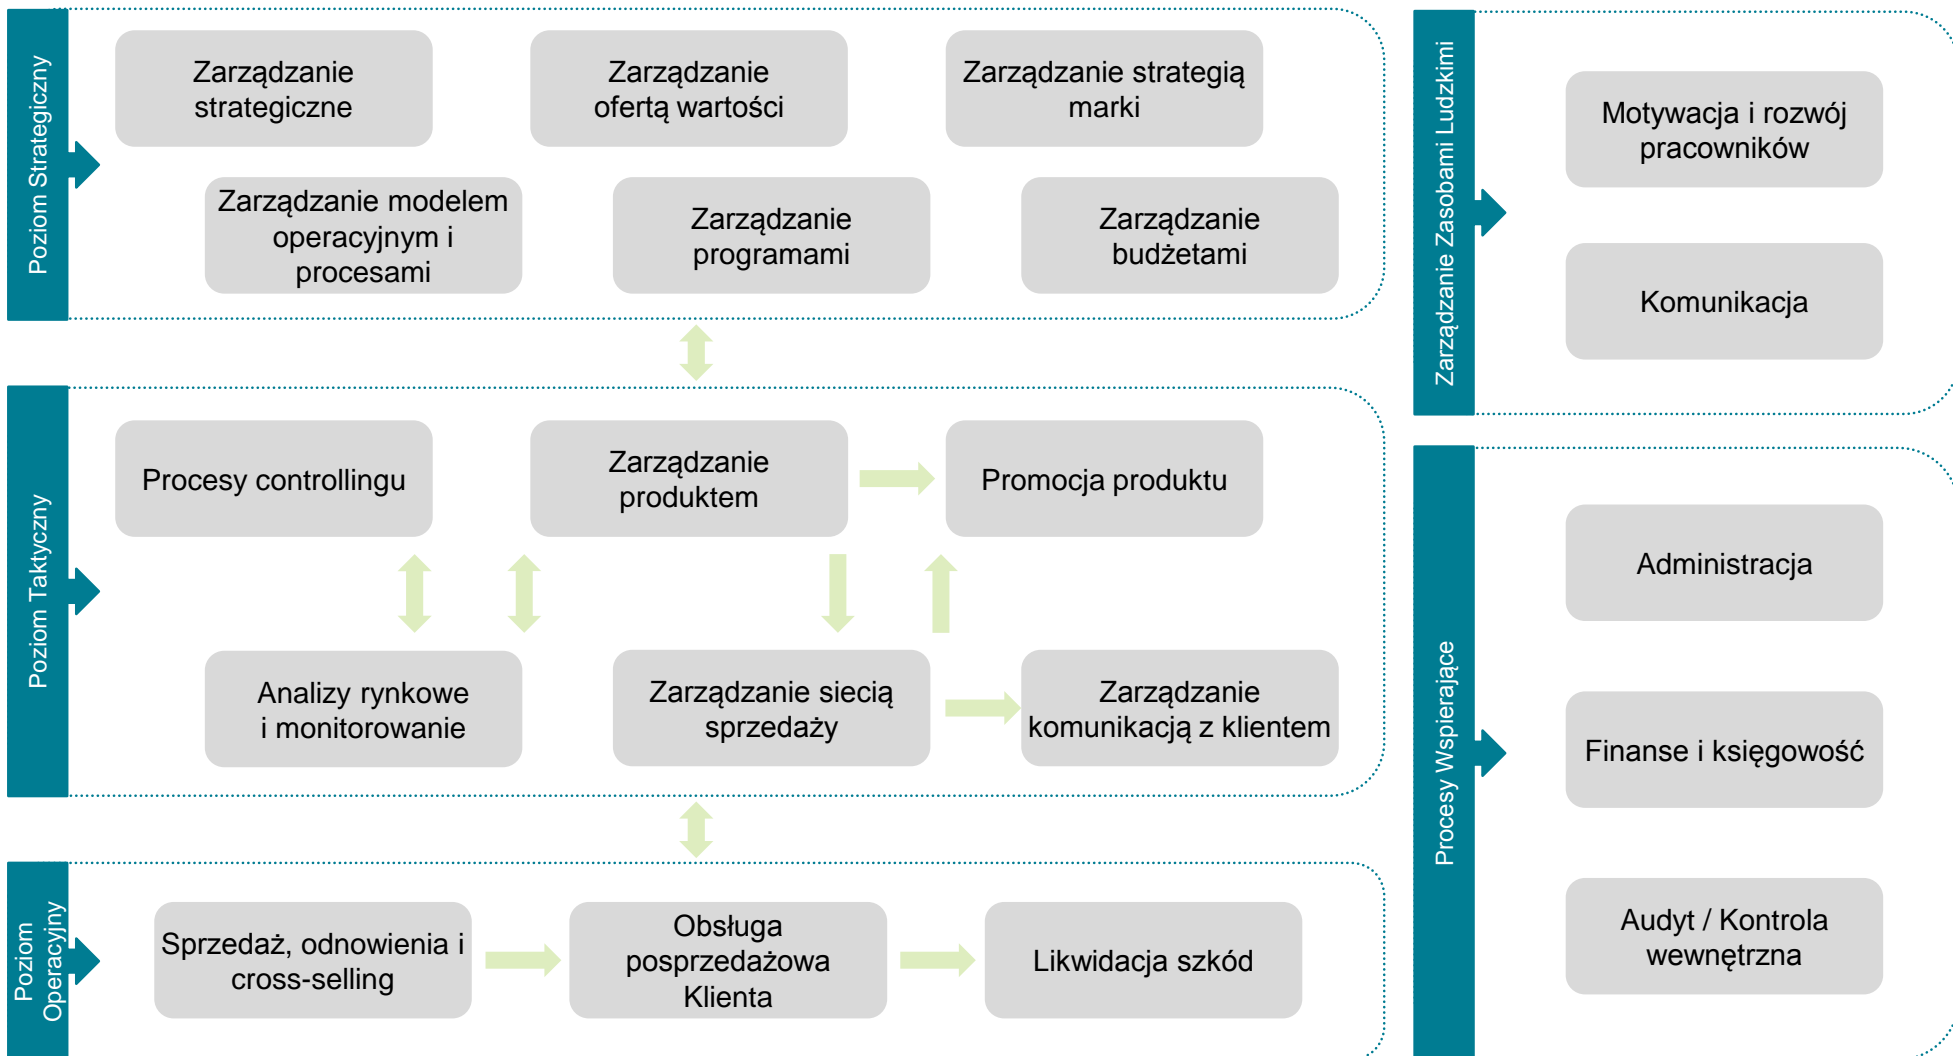 Poziom Strategiczny
Zarządzanie
strategiczne
Zarządzanie
ofertą wartości
Zarządzanie strategią
marki
Zarządzanie modelem
operacyjnym i
procesami
Zarządzanie
programami
Zarządzanie
budżetami
Poziom Taktyczny
Procesy controllingu
Zarządzanie
produktem
Promocja produktu
Analizy rynkowe
i monitorowanie
Zarządzanie siecią
sprzedaży
Zarządzanie
komunikacją z klientem
Poziom
Operacyjny
Sprzedaż, odnowienia i
cross-selling
Obsługa
posprzedażowa
Klienta
Likwidacja szkód
Zarządzanie Zasobami Ludzkimi
Motywacja i rozwój
pracowników
Komunikacja
Procesy Wspierające
Administracja
Finanse i księgowość
Audyt / Kontrola
wewnętrzna